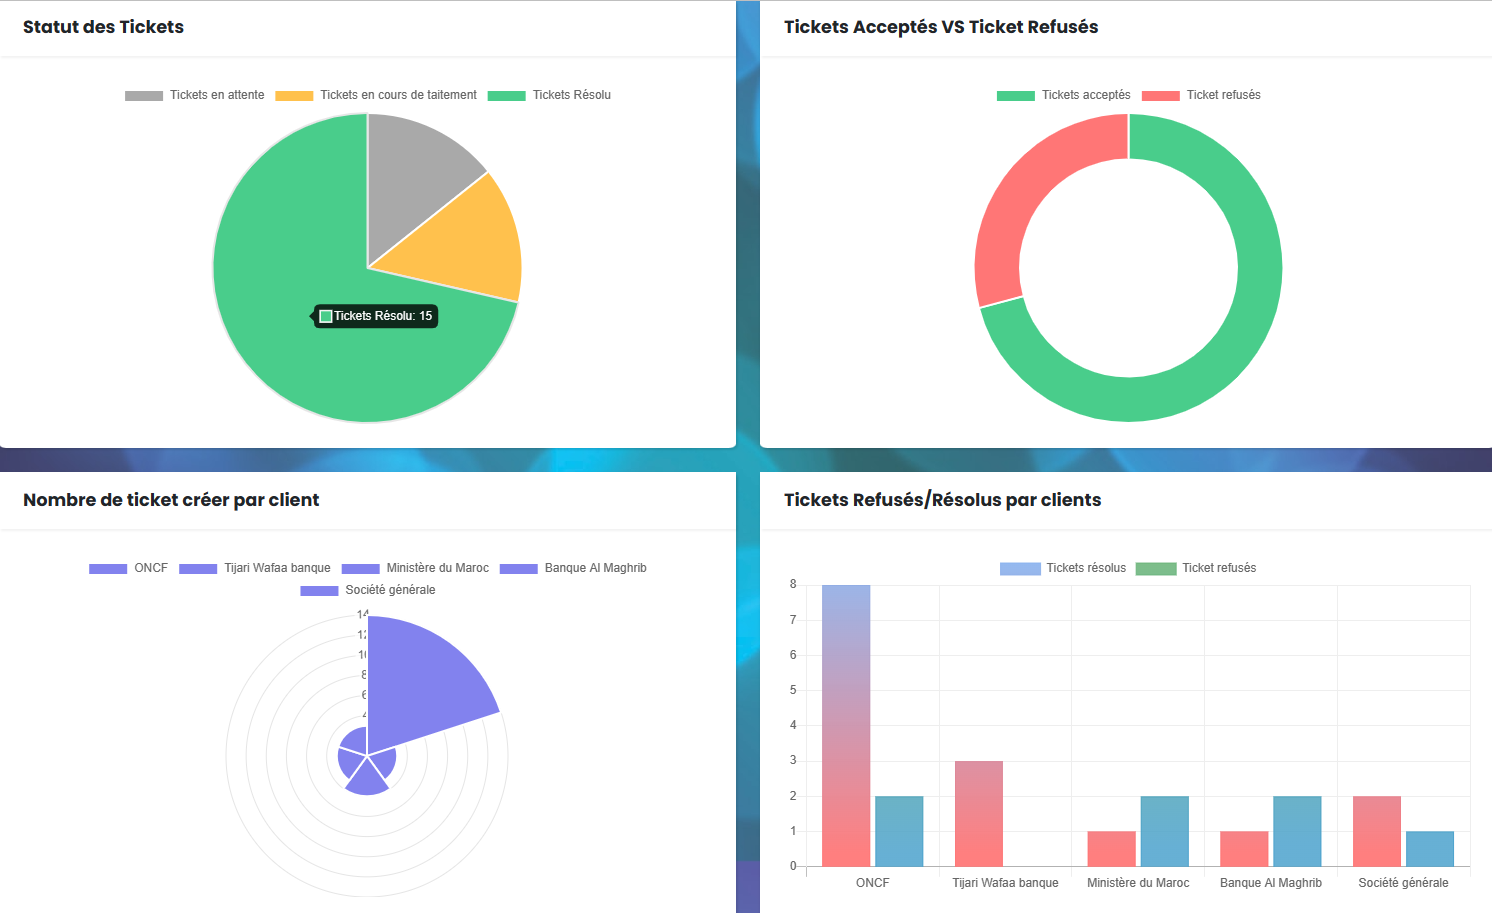 Statut des Tickets
Tickets en attente Tickets en cours de taitement Tickets Résolu
Tickets Résolu: 15
Tickets Acceptés VS Ticket Refusés
Tickets acceptés Ticket refusés
Nombre de ticket créer par client
ONCF Tijari Wafaa banque Ministère du Maroc Banque Al Maghrib
Société générale
14
12
10
8
6
4
Tickets Refusés/Résolus par clients
Tickets résolus Ticket refusés
8
7
6
5
4
3
2
1
0
ONCF Tijari Wafaa banque Ministère du Maroc Banque Al Maghrib Société générale